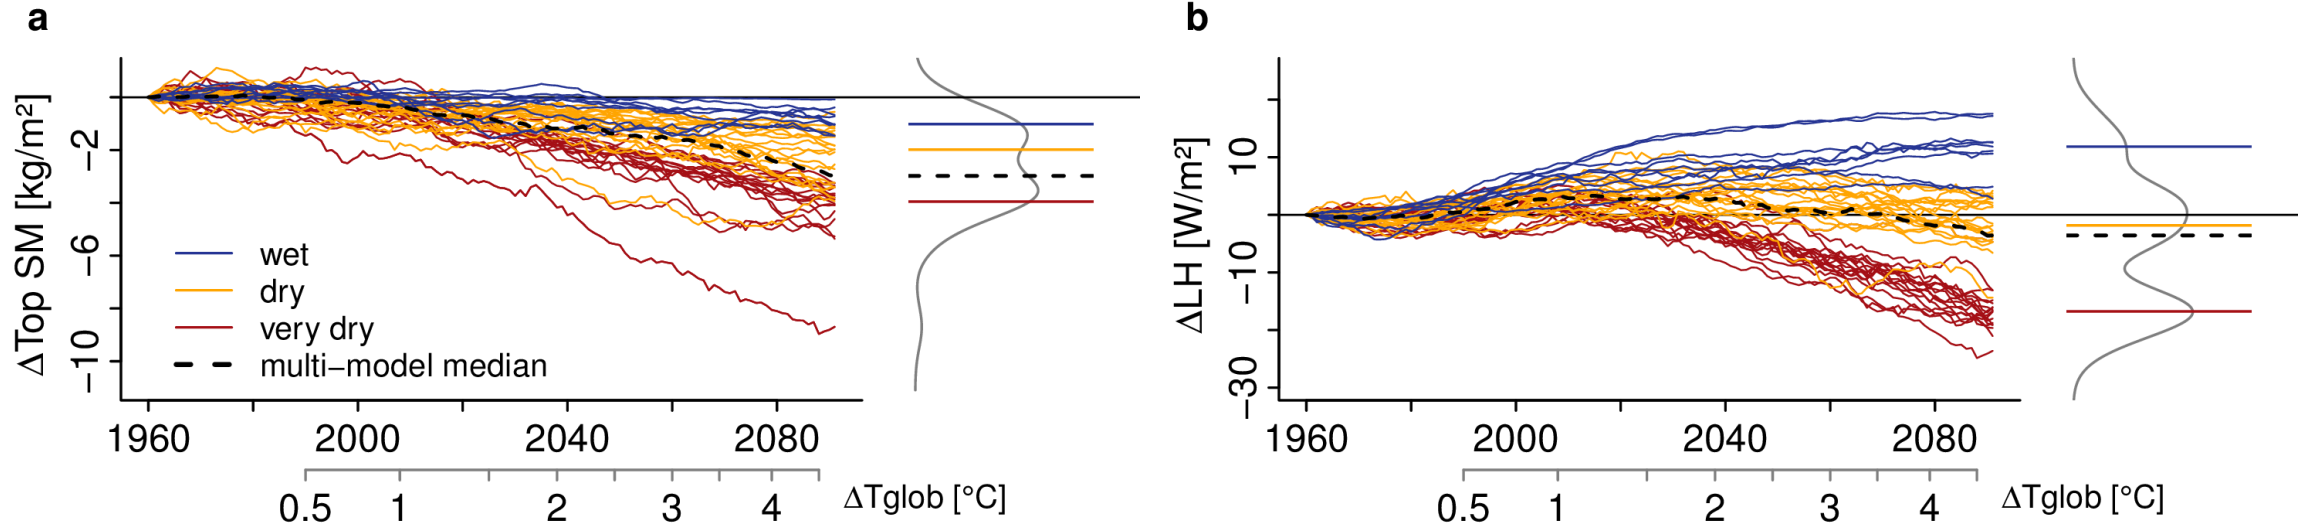 a
ΔTop SM [kg/m²]
−2
−6
−10
wet
dry
very dry
multi−model median
1960 2000 2040 2080
0.5 1 2 3 4 ΔTglob [°C]
b
ΔLH [W/m²]
10
−10
−30
1960 2000 2040 2080
0.5 1 2 3 4 ΔTglob [°C]